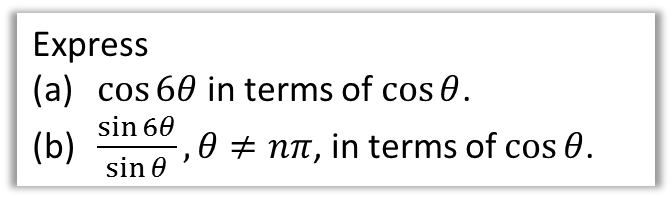 Express
(a) cos 6θ in terms of cos θ.
(b) sin 6θ / sin θ , θ ≠ nπ, in terms of cos θ.